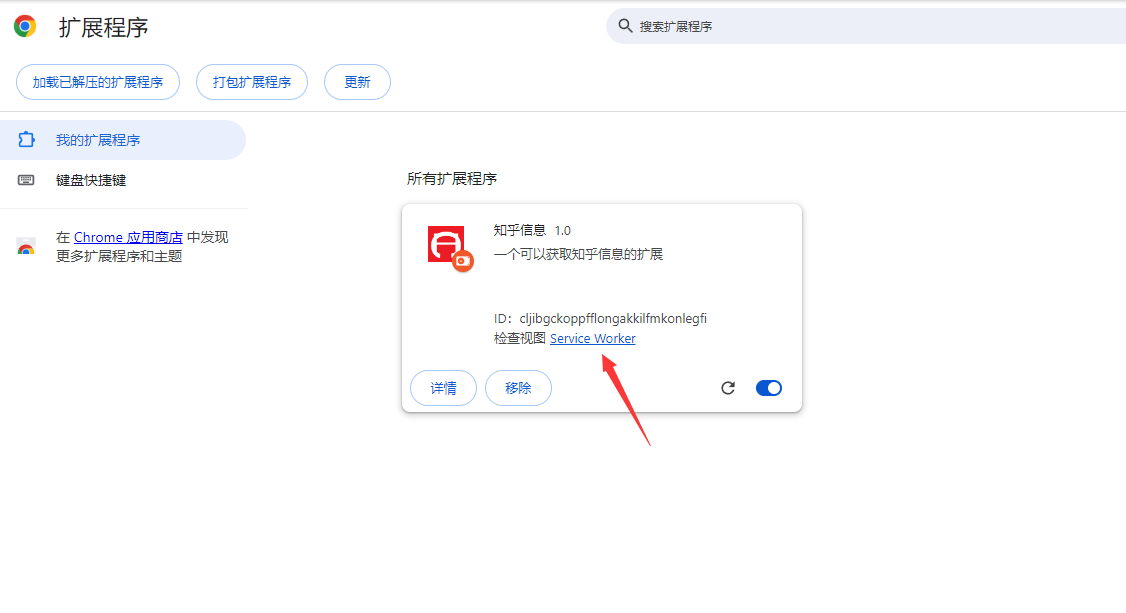 扩展程序
搜索扩展程序
加载已解压的扩展程序
打包扩展程序
更新
我的扩展程序
键盘快捷键
在 Chrome 应用商店 中发现
更多扩展程序和主题
所有扩展程序
知乎信息 1.0
一个可以获取知乎信息的扩展
ID：cljibgckoppfflongakkilfmkonlegfi
检查视图 Service Worker
详情
移除